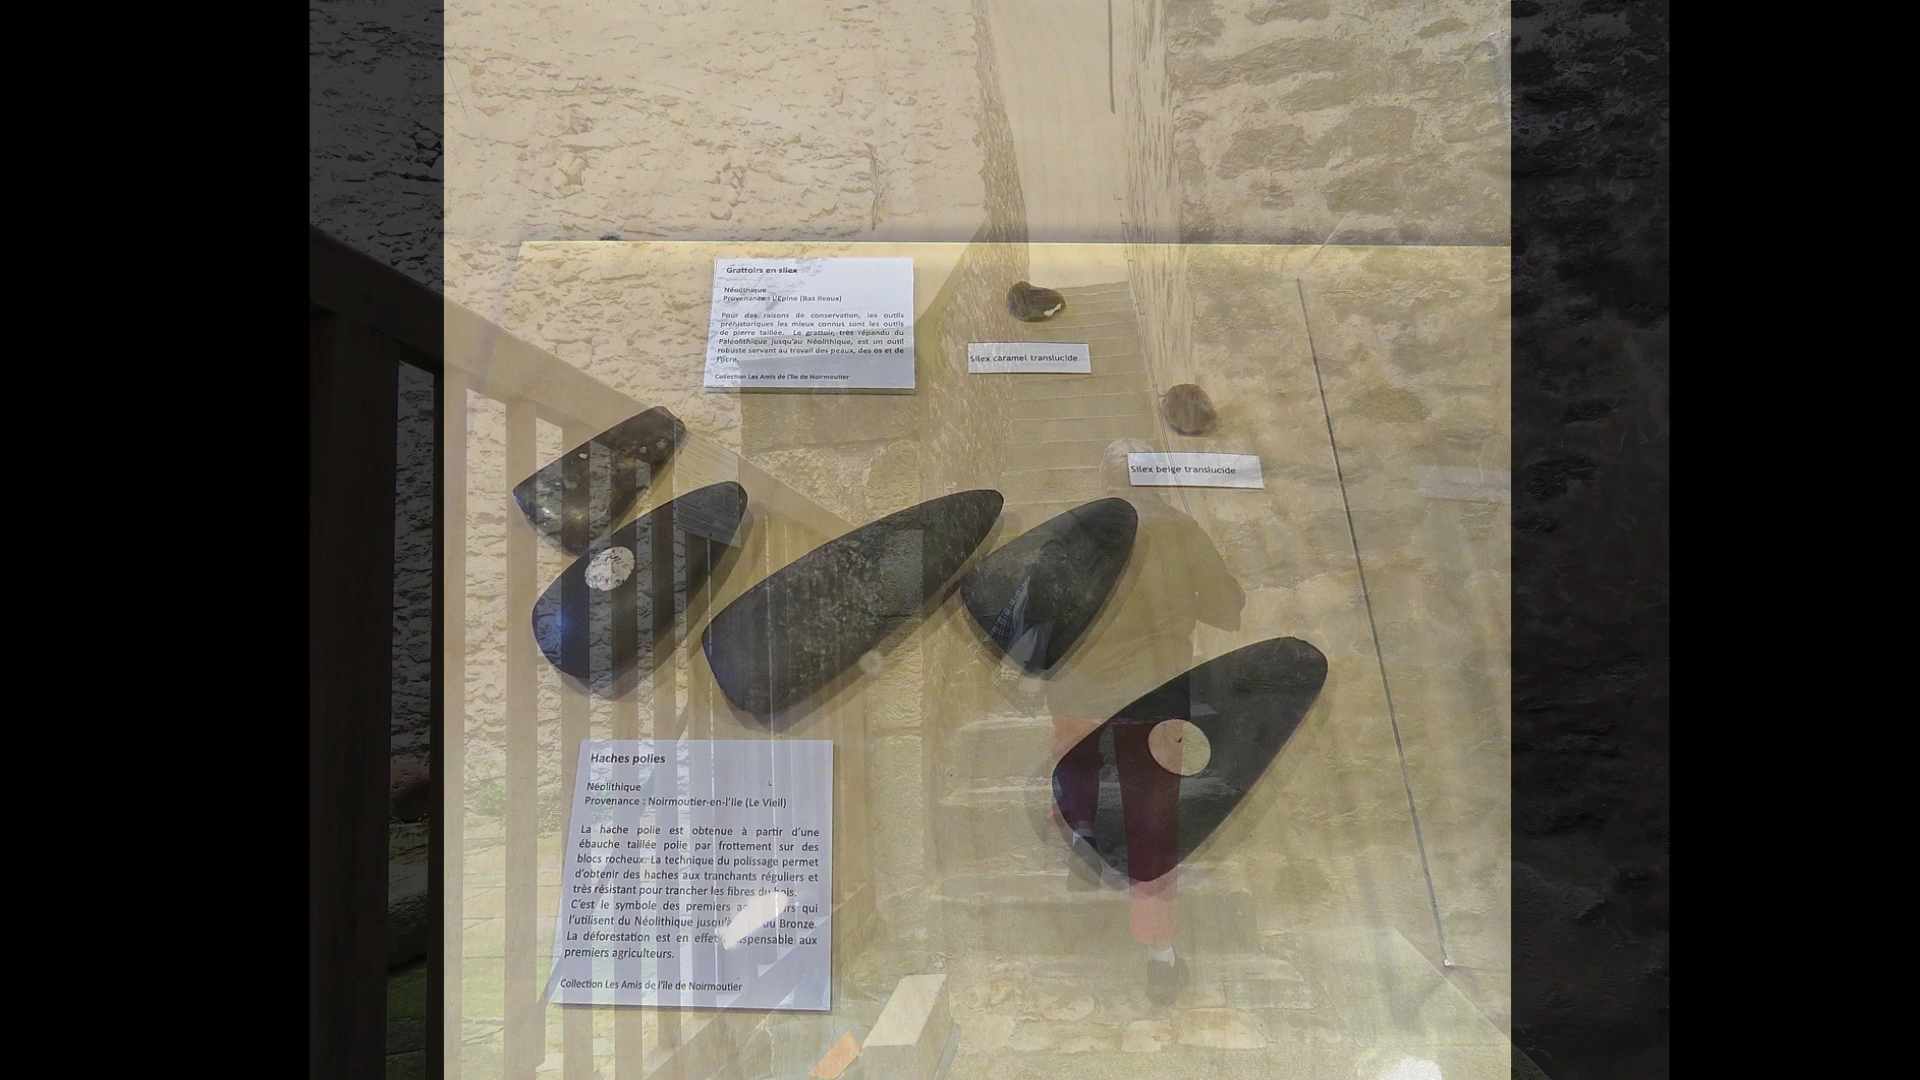 Grattoirs en silex
Néolithique
Provenance : L'Epine (Bas Ileaux)
Pour des raisons de conservation, les outils
préhistoriques les mieux connus sont les outils
de pierre taillée. Le grattoir, très répandu du
Paléolithique jusqu'au Néolithique, est un outil
robuste servant au travail des peaux, des os et de
l'ocre.
Collection Les Amis de l'île de Noirmoutier
Silex caramel translucide
Silex beige translucide
Haches polies
Néolithique
Provenance : Noirmoutier-en-l'Ile (Le Vieil)
La hache polie est obtenue à partir d'une
ébauche taillée polie par frottement sur des
blocs rocheux. La technique du polissage permet
d'obtenir des haches aux tranchants réguliers et
très résistant pour trancher les fibres du bois.
C'est le symbole des premiers qui
l'utilisent du Néolithique du Bronze.
La déforestation est en effet aux
premiers agriculteurs.
Collection Les Amis de l'île de Noirmoutier